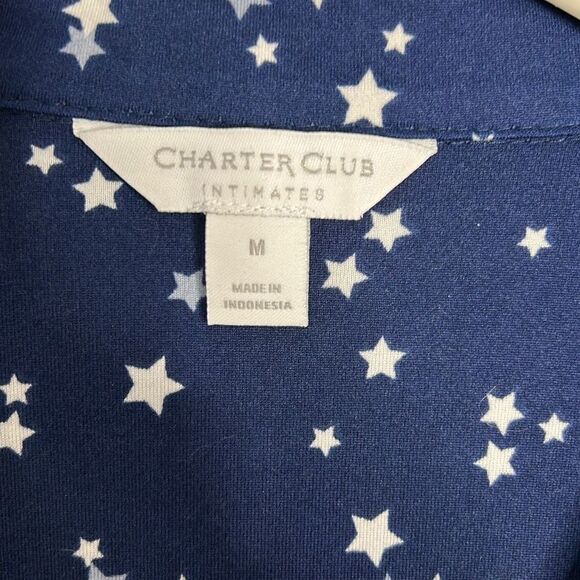 CHARTER CLUB
INTIMATES
M
MADE IN
INDONESIA